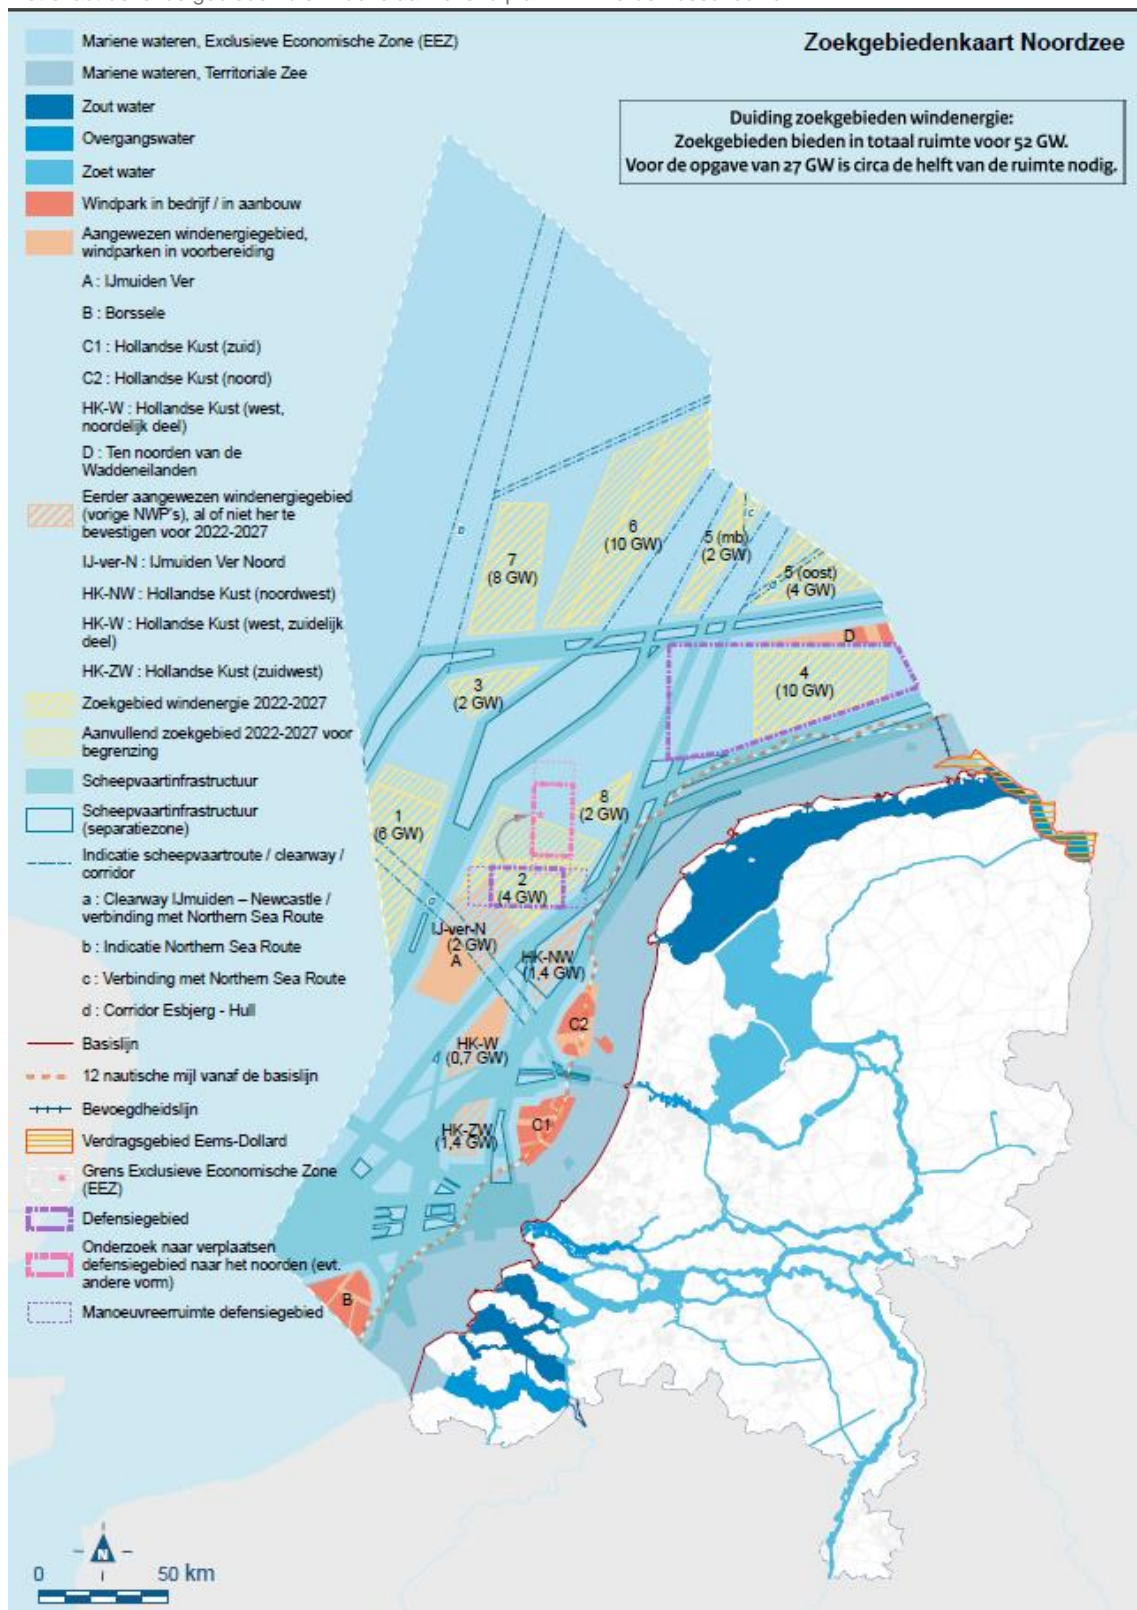 Zoekgebiedenkaart Noordzee
Duiding zoekgebieden windenergie:
Zoekgebieden bieden in totaal ruimte voor 52 GW.
Voor de opgave van 27 GW is circa de helft van de ruimte nodig.
Mariene wateren, Exclusieve Economische Zone (EEZ)
Mariene wateren, Territoriale Zee
Zout water
Overgangswater
Zoet water
Windpark in bedrijf / in aanbouw
Aangewezen windenergiegebied,
windparken in voorbereiding
A : IJmuiden Ver
B : Borssele
C1 : Hollandse Kust (zuid)
C2 : Hollandse Kust (noord)
HK-W : Hollandse Kust (west,
noordelijk deel)
D : Ten noorden van de
Waddeneilanden
Eerder aangewezen windenergiegebied
(vorige NWP's), al of niet her te
bevestigen voor 2022-2027
IJ-ver-N : IJmuiden Ver Noord
HK-NW : Hollandse Kust (noordwest)
HK-W : Hollandse Kust (west, zuidelijk
deel)
HK-ZW : Hollandse Kust (zuidwest)
Zoekgebied windenergie 2022-2027
Aanvullend zoekgebied 2022-2027 voor
begrenzing
Scheepvaartinfrastructuur
Scheepvaartinfrastructuur
(separatiezone)
Indicatie scheepvaartroute / clearway /
corridor
a : Clearway IJmuiden – Newcastle /
verbinding met Northern Sea Route
b : Indicatie Northern Sea Route
c : Verbinding met Northern Sea Route
d : Corridor Esbjerg - Hull
Basislijn
12 nautische mijl vanaf de basislijn
Bevoegdheidslijn
Verdragsgebied Eems-Dollard
Grens Exclusieve Economische Zone
(EEZ)
Defensiegebied
Onderzoek naar verplaatsen
defensiegebied naar het noorden (evt.
andere vorm)
Manoeuvreerruimte defensiegebied
6
(10 GW)
5 (mb)
(2 GW)
c
7
(8 GW)
5 (oost)
(4 GW)
D
4
(10 GW)
3
(2 GW)
1
(6 GW)
8
(2 GW)
2
(4 GW)
IJ-ver-N
(2 GW)
A
HK-NW
(1,4 GW)
C2
HK-W
(0,7 GW)
C1
HK-ZW
(1,4 GW)
B
N
0 50 km